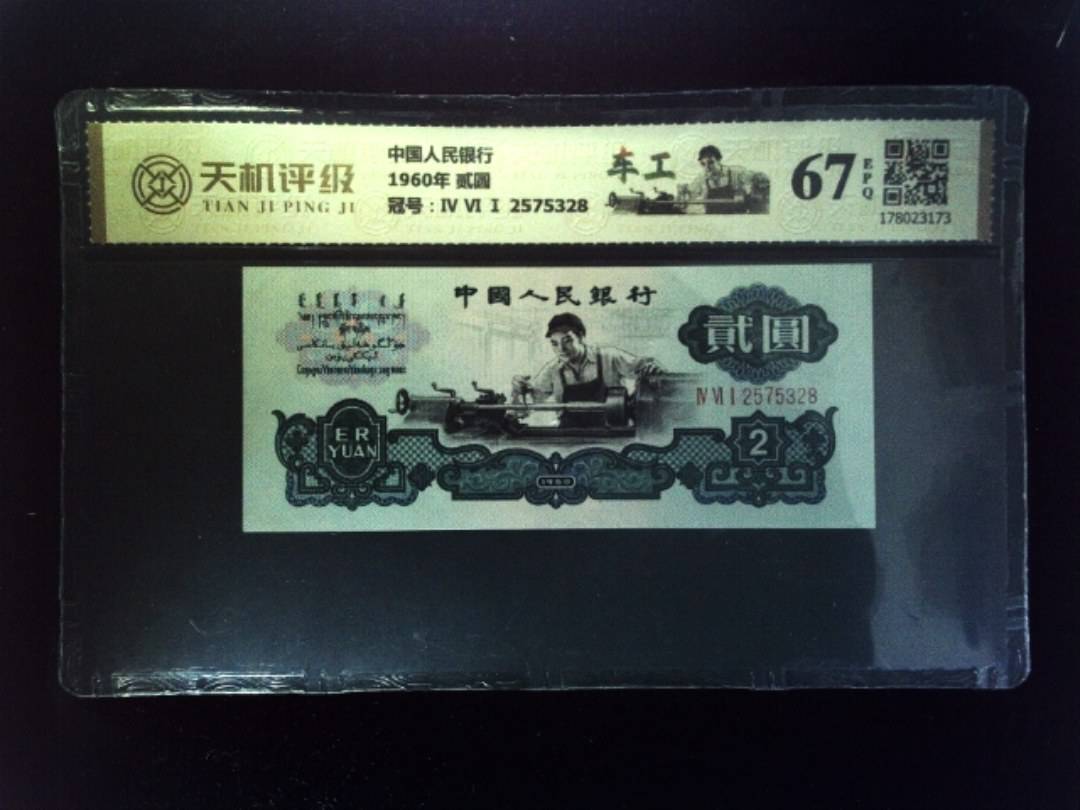 天机评级
TIAN JI PING JI
中国人民银行
1960年 贰圆
冠号：Ⅳ Ⅵ Ⅰ 2575328
车工
67
EPQ
178023173
中國人民銀行
貳圓
Ⅳ Ⅵ Ⅰ 2575328
ER
YUAN
2
1960